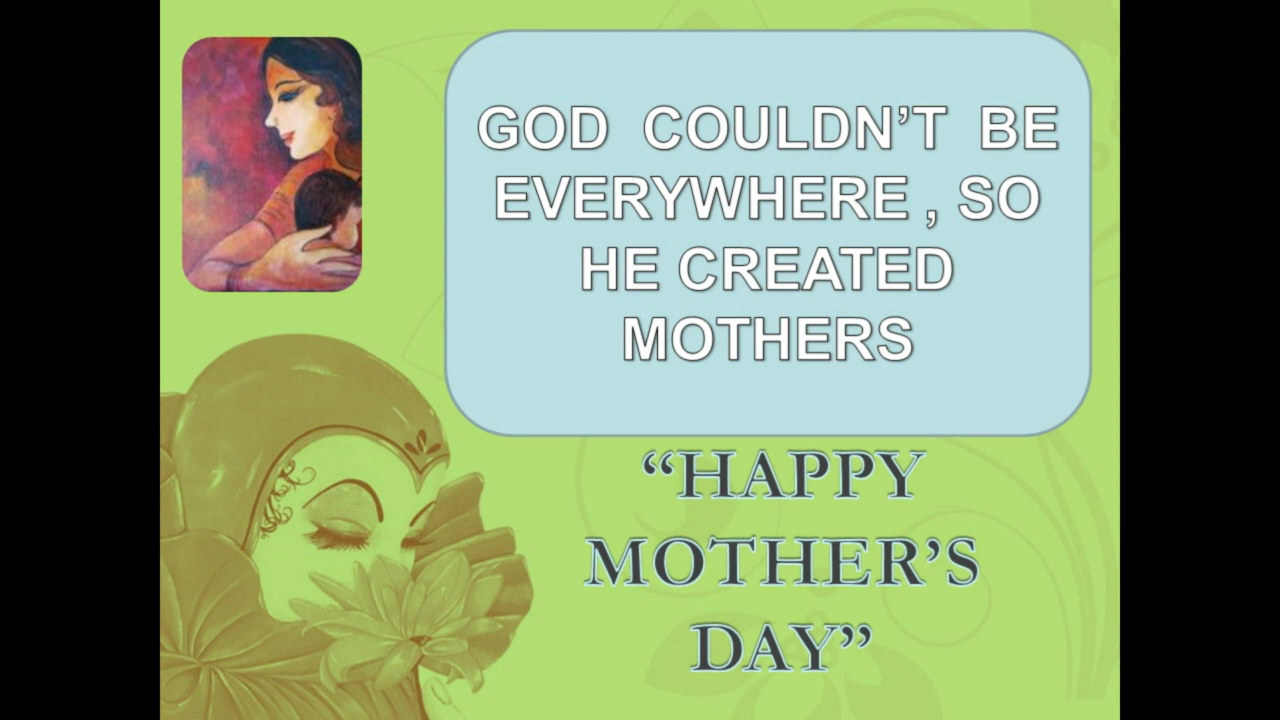 GOD COULDN’T BE
EVERYWHERE , SO
HE CREATED
MOTHERS
“HAPPY
MOTHER’S
DAY”